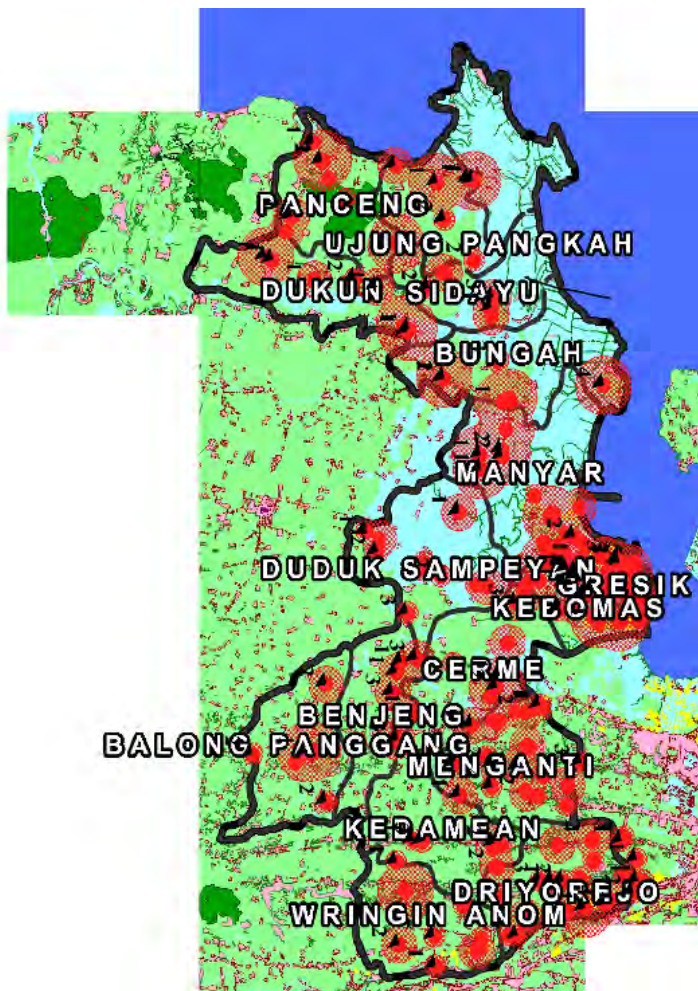 PANCENG
UJUNG PANGKAH
DUKUN SIDAYU
BUNGAH
MANYAR
DUDUK SAMPEYAN
GRESIK
KEBOMAS
CERME
BENJENG
BALONG PANGGANG
MENGANTI
KEDAMEAN
DRIYOREJO
WRINGIN ANOM